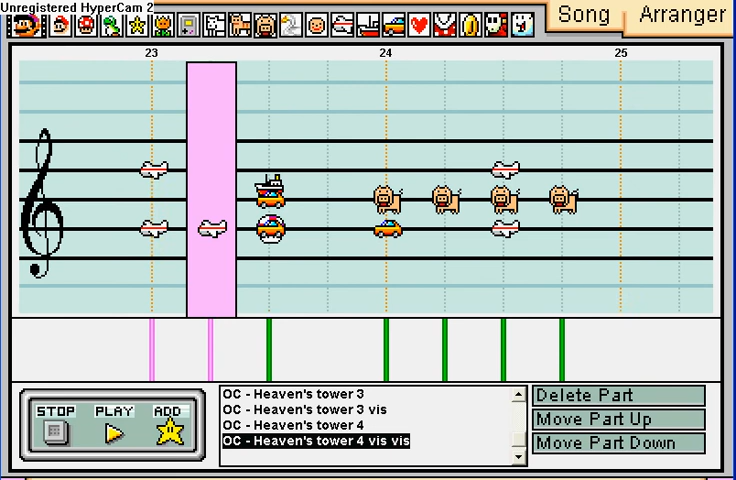 Unregistered HyperCam 2
Song
Arranger
23
24
25
STOP
PLAY
ADD
OC - Heaven's tower 3
OC - Heaven's tower 3 vis
OC - Heaven's tower 4
OC - Heaven's tower 4 vis vis
Delete Part
Move Part Up
Move Part Down